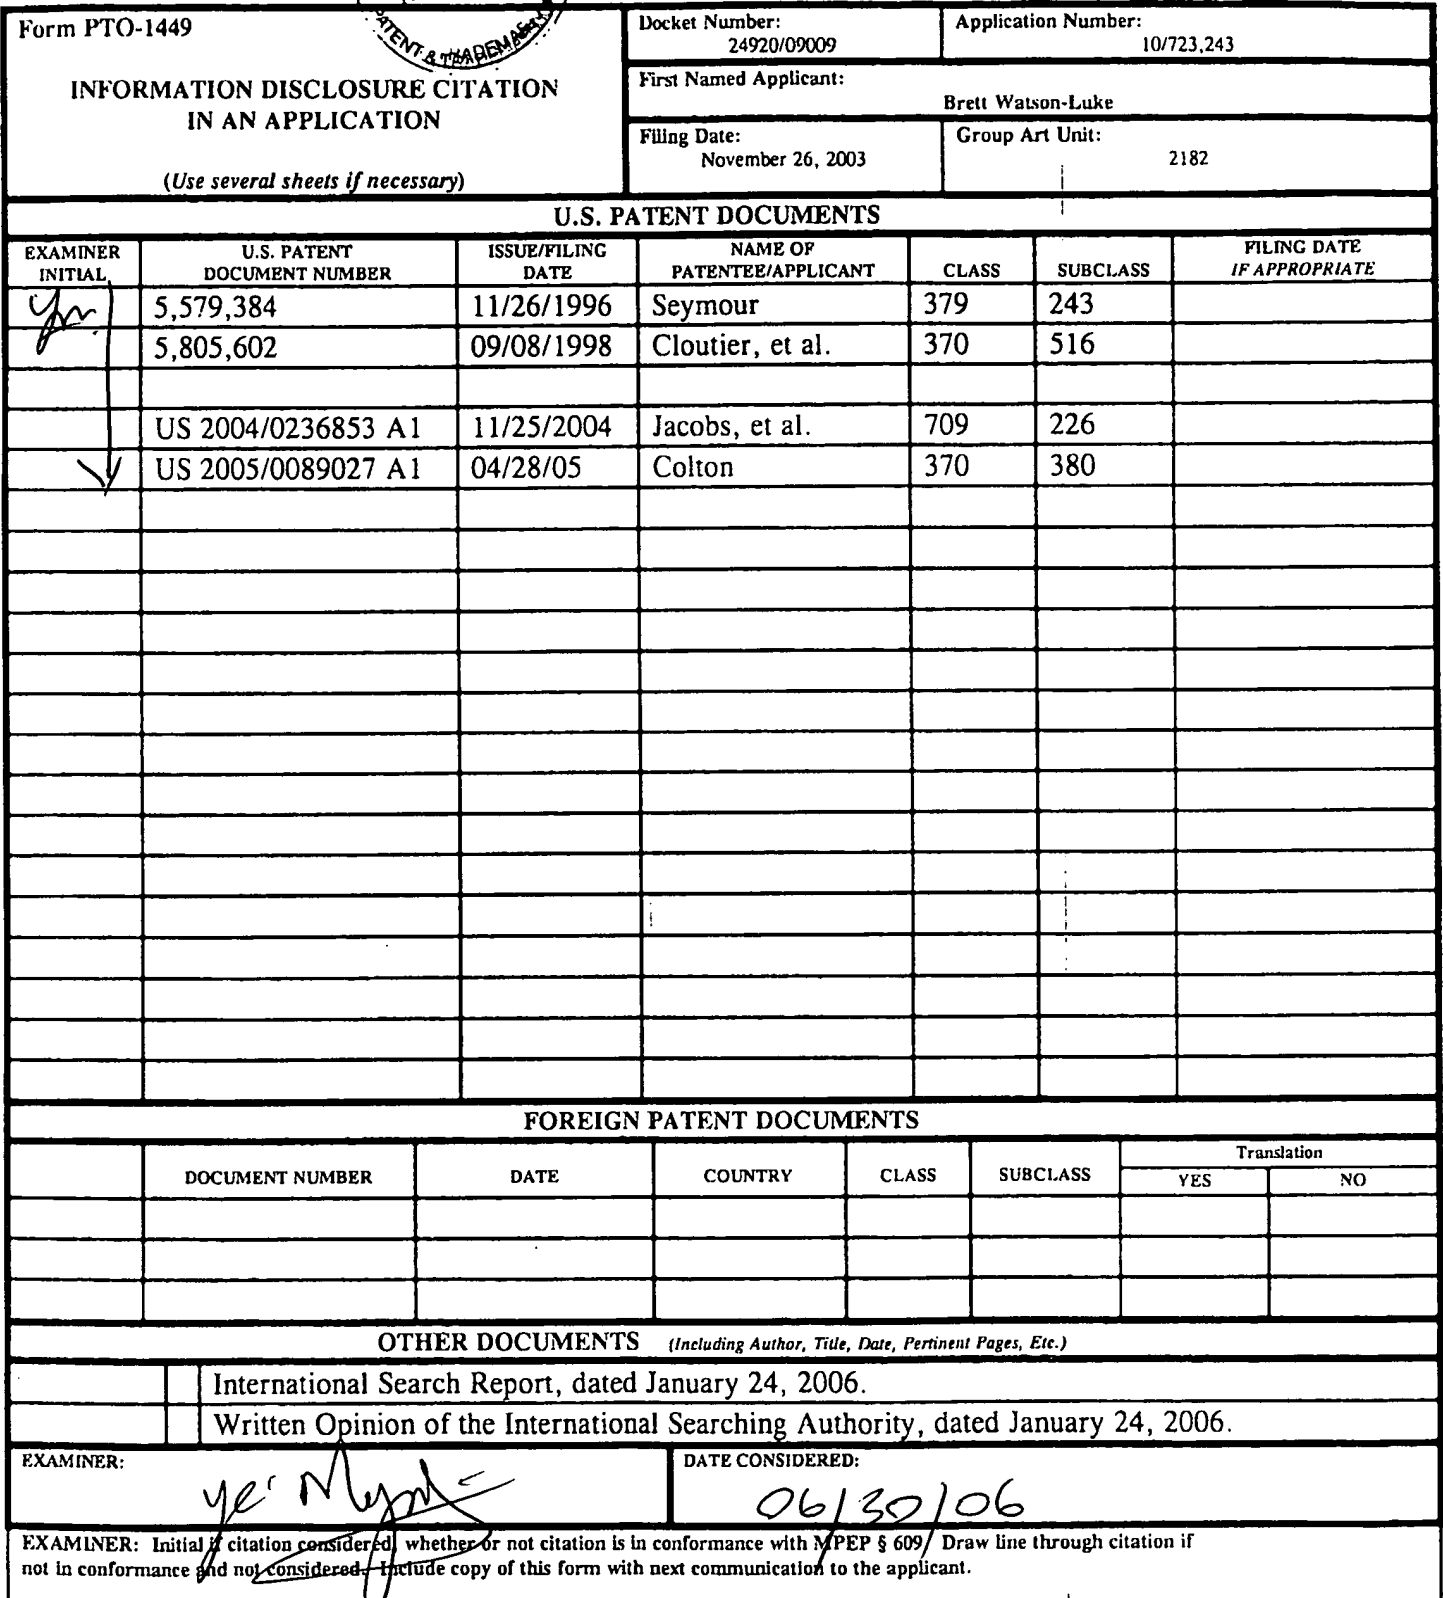 Form PTO-1449
PATENT & TRADEMARK
INFORMATION DISCLOSURE CITATION
IN AN APPLICATION
(Use several sheets if necessary)
Docket Number:
24920/09009
Application Number:
10/723,243
First Named Applicant:
Brett Watson-Luke
Filing Date:
November 26, 2003
Group Art Unit:
2182
U.S. PATENT DOCUMENTS
EXAMINER INITIAL U.S. PATENT DOCUMENT NUMBER ISSUE/FILING DATE NAME OF PATENTEE/APPLICANT CLASS SUBCLASS FILING DATE IF APPROPRIATE
5,579,384 11/26/1996 Seymour 379 243
5,805,602 09/08/1998 Cloutier, et al. 370 516
US 2004/0236853 A1 11/25/2004 Jacobs, et al. 709 226
US 2005/0089027 A1 04/28/05 Colton 370 380
FOREIGN PATENT DOCUMENTS
DOCUMENT NUMBER DATE COUNTRY CLASS SUBCLASS Translation YES NO
OTHER DOCUMENTS (Including Author, Title, Date, Pertinent Pages, Etc.)
International Search Report, dated January 24, 2006.
Written Opinion of the International Searching Authority, dated January 24, 2006.
EXAMINER:
DATE CONSIDERED:
06/30/06
EXAMINER: Initial if citation considered, whether or not citation is in conformance with MPEP § 609/ Draw line through citation if
not in conformance and not considered. Include copy of this form with next communication to the applicant.